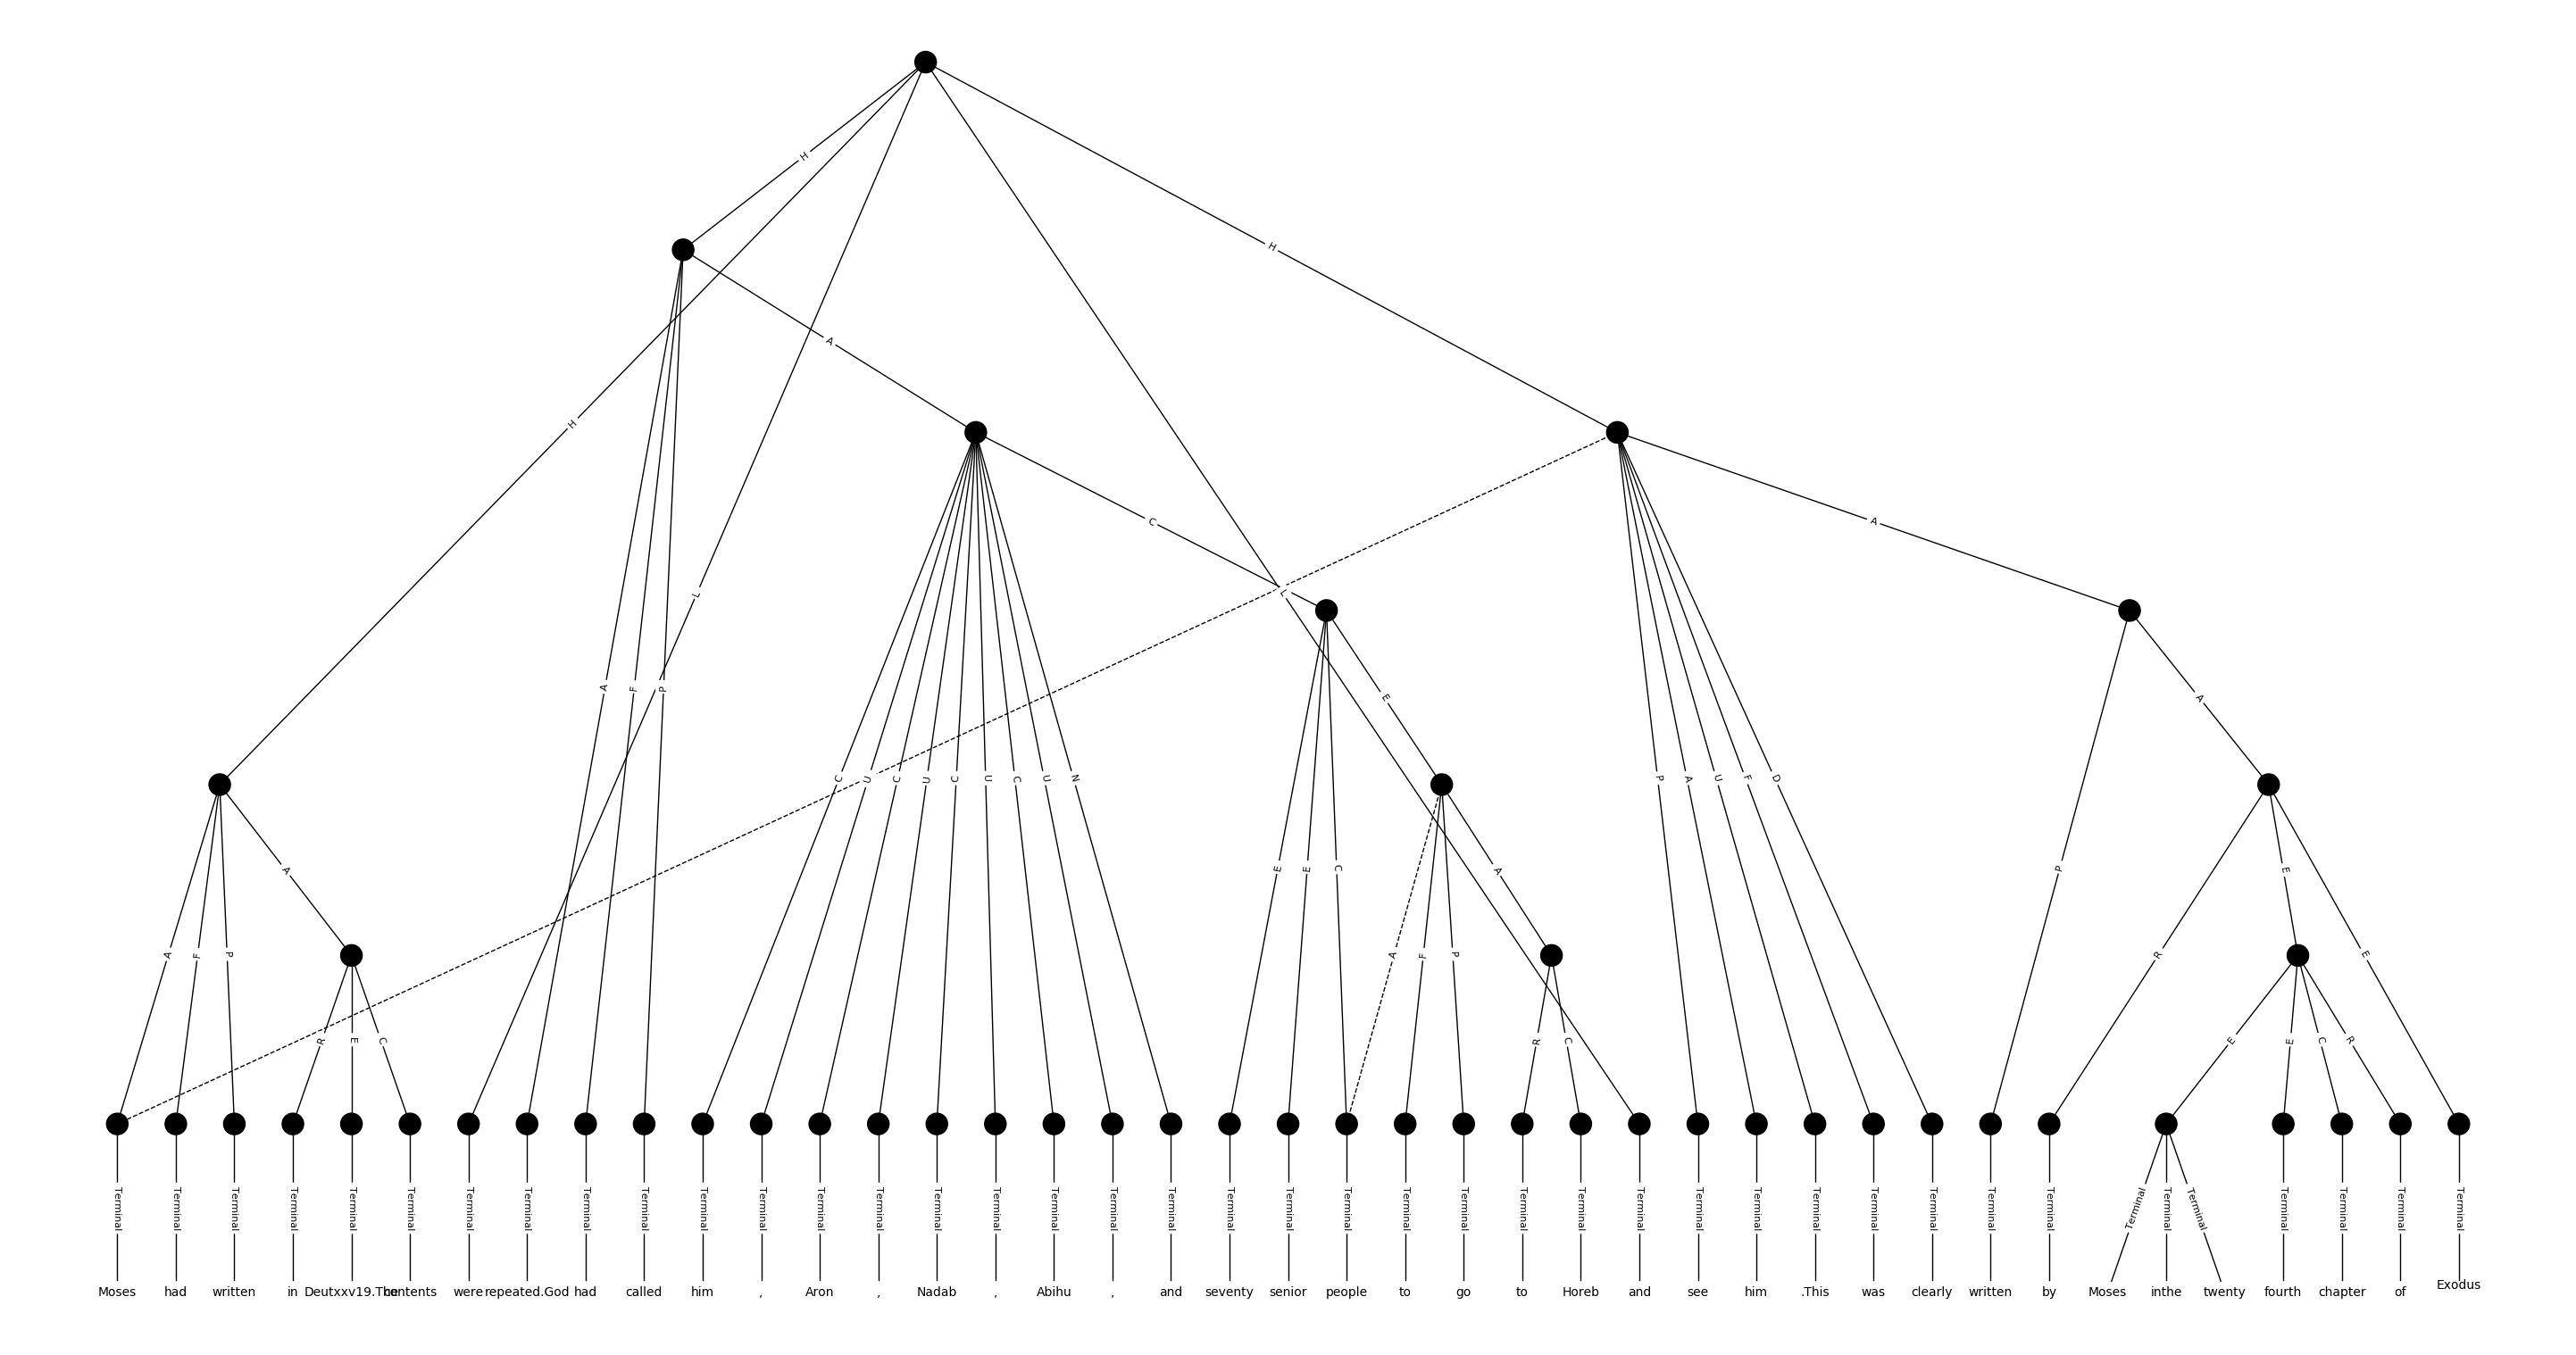 H
H
A
H
C A
L L
A F P E A
C U C U C U C U N P A U F D
A E E C A P E
A F P A F P R E
R E C R C E E C R
Terminal Terminal Terminal Terminal Terminal Terminal Terminal Terminal Terminal Terminal Terminal Terminal Terminal Terminal Terminal Terminal Terminal Terminal Terminal Terminal Terminal Terminal Terminal Terminal Terminal Terminal Terminal Terminal Terminal Terminal Terminal Terminal Terminal Terminal Terminal Terminal Terminal Terminal Terminal Terminal Terminal
Moses had written in Deutxxv19.The contents were repeated.God had called him , Aron , Nadab , Abihu , and seventy senior people to go to Horeb and see him .This was clearly written by Moses inthe twenty fourth chapter of Exodus